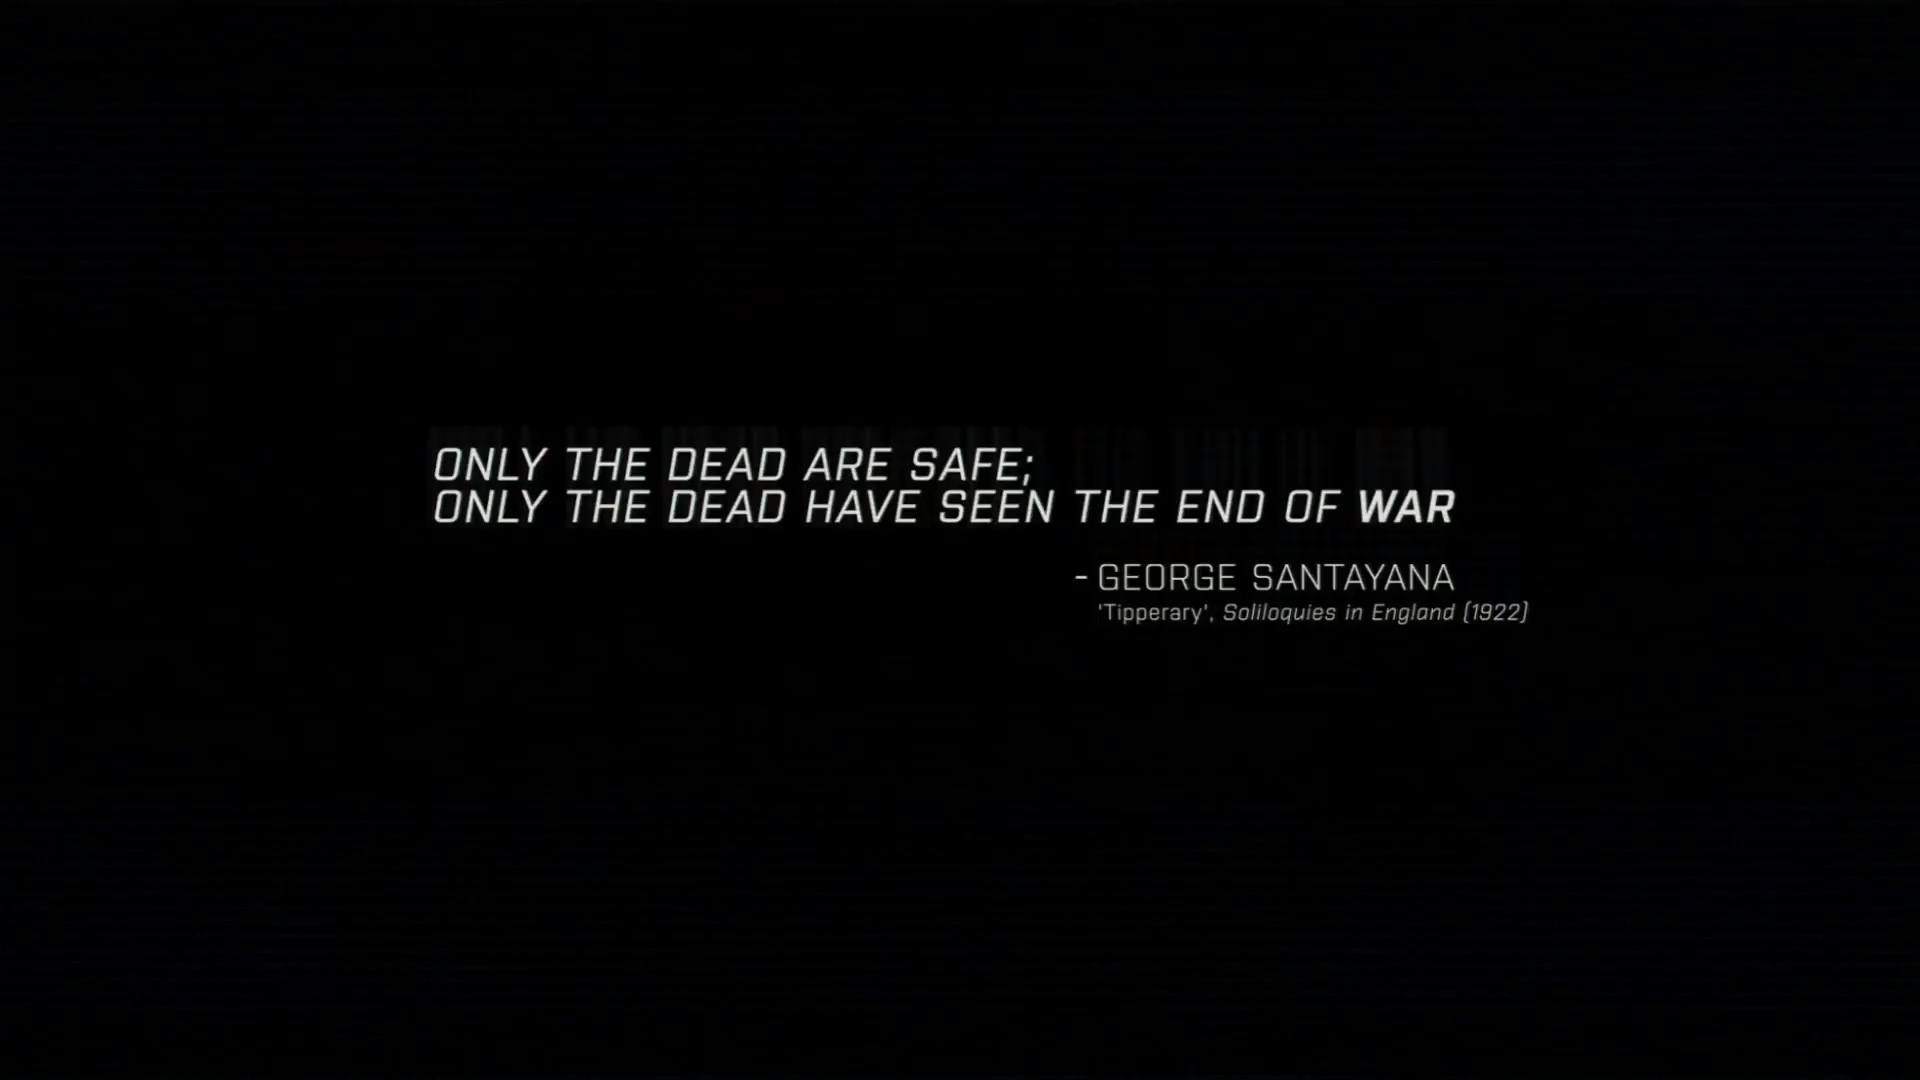 ONLY THE DEAD ARE SAFE;
ONLY THE DEAD HAVE SEEN THE END OF WAR
- GEORGE SANTAYANA
'Tipperary', Soliloquies in England (1922)